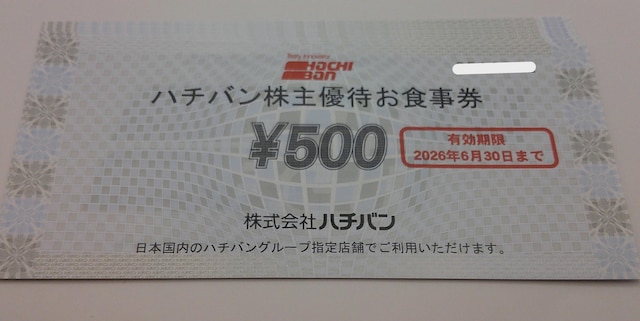 HACHI
BAN
ハチバン株主優待お食事券
¥500
有効期限
2026年6月30日まで
株式会社ハチバン
日本国内のハチバングループ指定店舗でご利用いただけます。